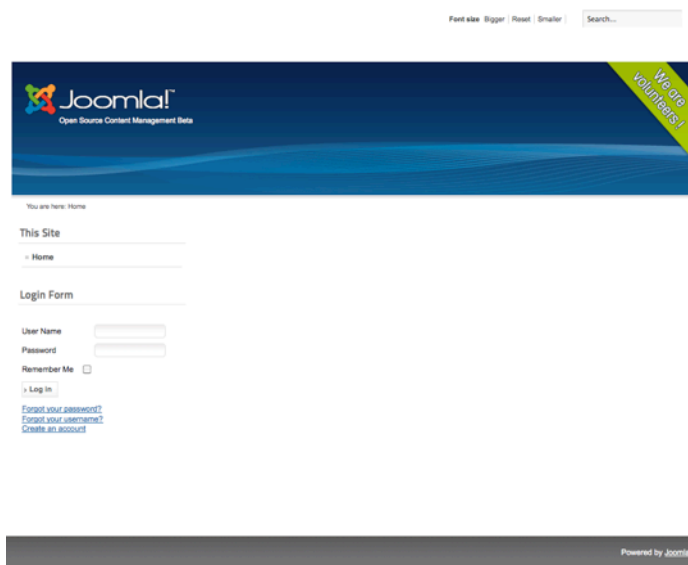 Font size Bigger | Reset | Smaller | Search...
Joomla!™
Open Source Content Management Beta
We are
volunteers!
You are here: Home
This Site
Home
Login Form
User Name
Password
Remember Me
Log in
Forgot your password?
Forgot your username?
Create an account
Powered by Joomla